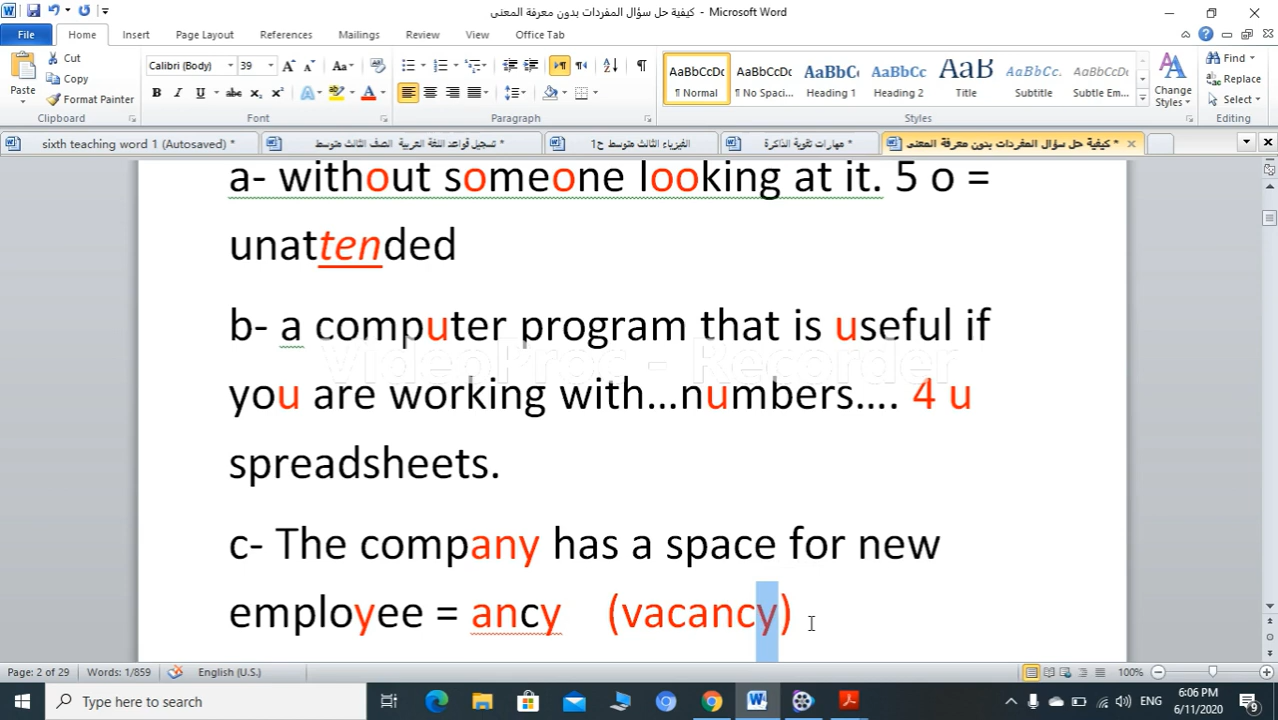 كيفية حل سؤال المفردات بدون معرفة المعنى - Microsoft Word
File Home Insert Page Layout References Mailings Review View Office Tab
Cut
Copy
Format Painter
Paste
Clipboard
Calibri (Body) 39
Font
Paragraph
AaBbCcDc AaBbCcDc AaBbC AaBbCc AaB AaBbCc. AaBbCcDc
¶ Normal ¶ No Spaci... Heading 1 Heading 2 Title Subtitle Subtle Em...
Styles
Change
Styles
Find
Replace
Select
Editing
sixth teaching word 1 (Autosaved) *
تسجيل قواعد اللغة العربية الصف الثالث متوسط *
الفيزياء الثالث متوسط ج1
مهارات تقوية الذاكرة *
كيفية حل سؤال المفردات بدون معرفة المعنى *
a- without someone looking at it. 5 o =
unattended
b- a computer program that is useful if
you are working with...numbers.... 4 u
spreadsheets.
c- The company has a space for new
employee = ancy (vacancy)
VideoProc - Recorder
Page: 2 of 29 Words: 1/859 English (U.S.) 100%
Type here to search
ENG
6:06 PM
6/11/2020
9